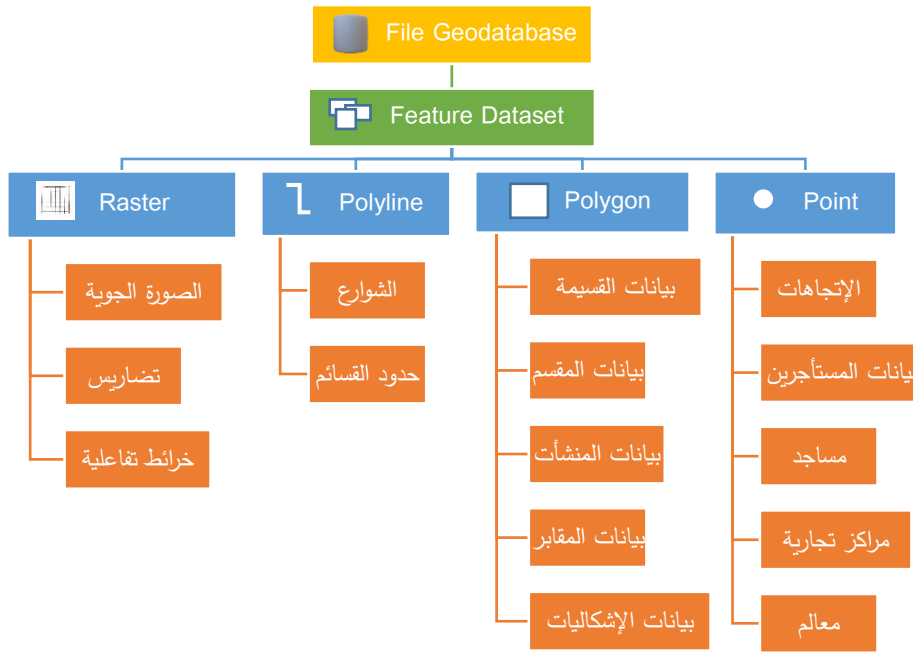 File Geodatabase
Feature Dataset
Raster
الصورة الجوية
تضاريس
خرائط تفاعلية
Polyline
الشوارع
حدود القسائم
Polygon
بيانات القسيمة
بيانات المقسم
بيانات المنشأت
بيانات المقابر
بيانات الإشكاليات
Point
الإتجاهات
بيانات المستأجرين
مساجد
مراكز تجارية
معالم